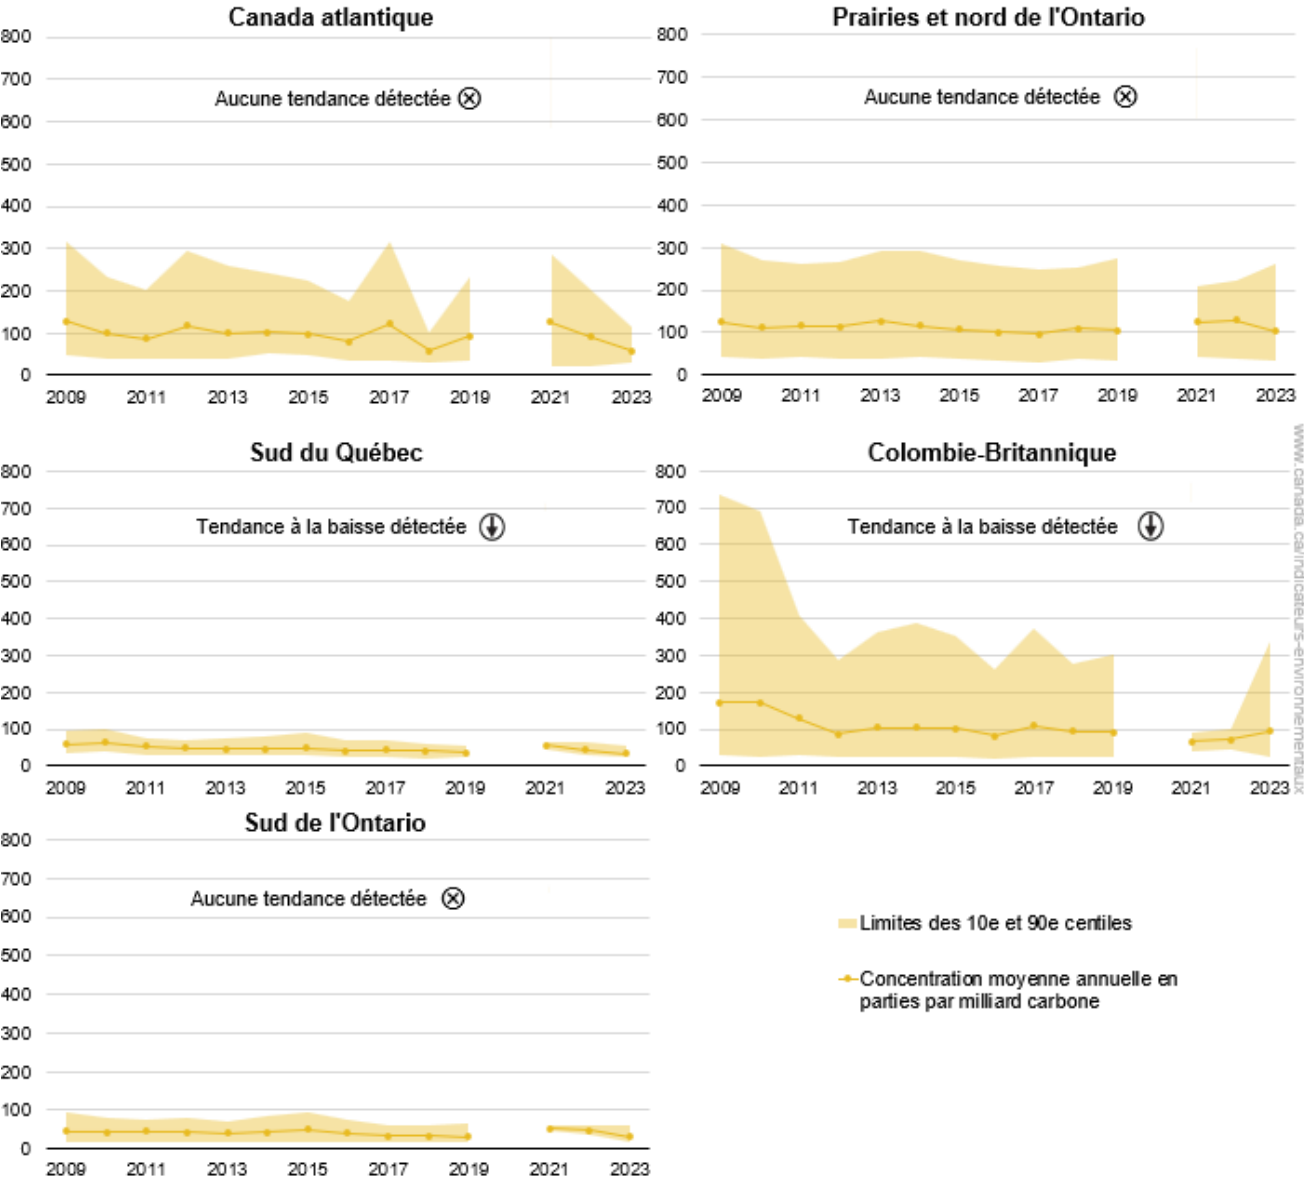 Canada atlantique
800
700
Aucune tendance détectée
600
500
400
300
200
100
0
2009 2011 2013 2015 2017 2019 2021 2023
Prairies et nord de l'Ontario
800
700
Aucune tendance détectée
600
500
400
300
200
100
0
2009 2011 2013 2015 2017 2019 2021 2023
Sud du Québec
800
700
Tendance à la baisse détectée
600
500
400
300
200
100
0
2009 2011 2013 2015 2017 2019 2021 2023
Colombie-Britannique
800
700
Tendance à la baisse détectée
600
500
400
300
200
100
0
2009 2011 2013 2015 2017 2019 2021 2023
www.canada.ca/indicateurs-environnementaux
Sud de l'Ontario
800
700
Aucune tendance détectée
600
500
400
300
200
100
0
2009 2011 2013 2015 2017 2019 2021 2023
Limites des 10e et 90e centiles
Concentration moyenne annuelle en
parties par milliard carbone